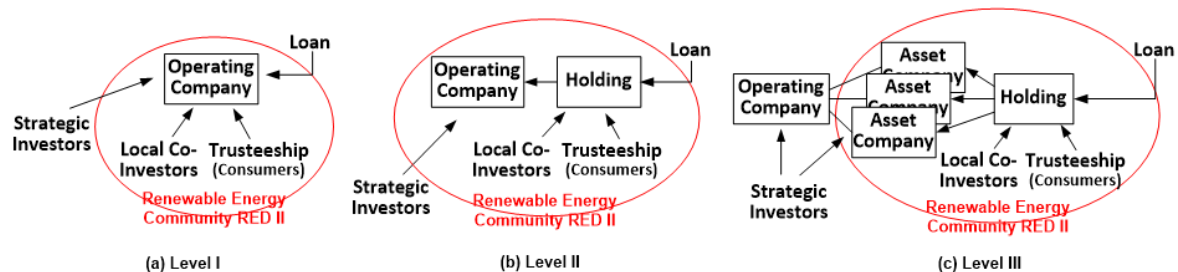 Loan
Operating
Company
Strategic
Investors
Local Co-
Investors
Trusteeship
(Consumers)
Renewable Energy
Community RED II
(a) Level I
Loan
Operating
Company
Holding
Local Co-
Investors
Trusteeship
(Consumers)
Strategic
Investors
Renewable Energy
Community RED II
(b) Level II
Loan
Asset
Company
Operating
Company
Asset
Company
Holding
Asset
Company
Local Co-
Investors
Trusteeship
(Consumers)
Strategic
Investors
Renewable Energy
Community RED II
(c) Level III